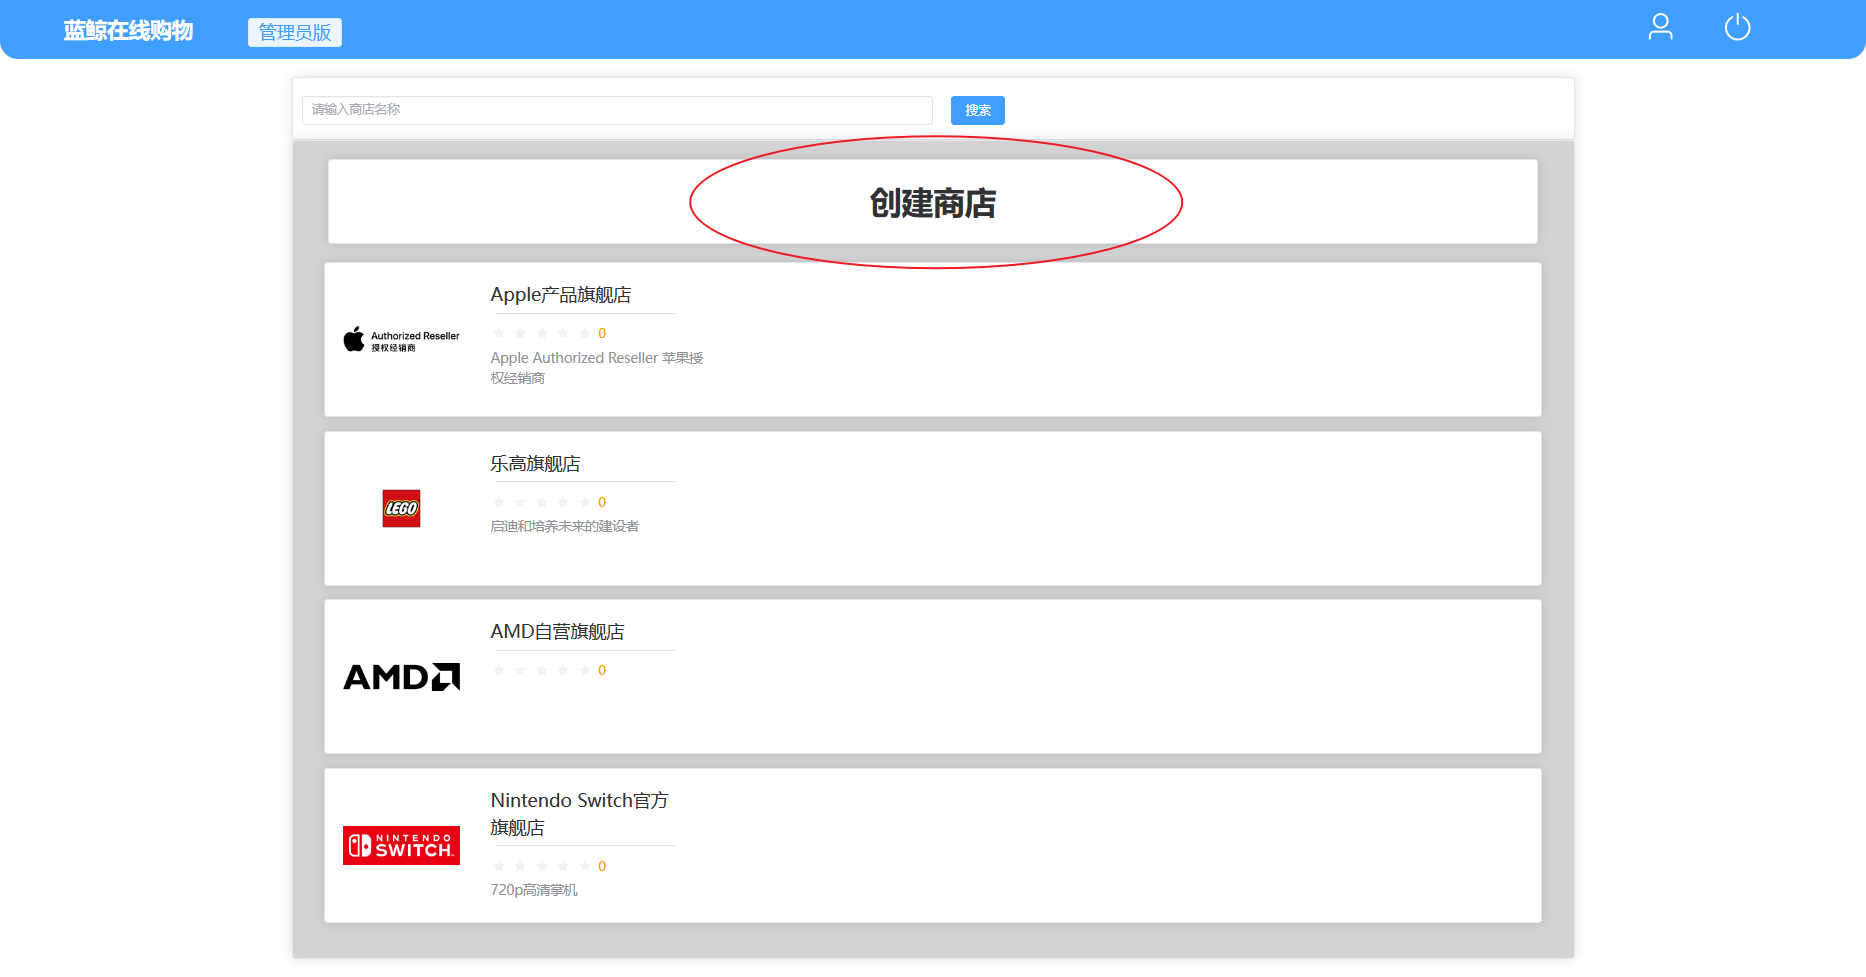 蓝鲸在线购物
管理员版
请输入商店名称
搜索
创建商店
Apple产品旗舰店
0
Authorized Reseller
授权经销商
Apple Authorized Reseller 苹果授
权经销商
乐高旗舰店
0
LEGO
启迪和培养未来的建设者
AMD自营旗舰店
0
AMD
Nintendo Switch官方
旗舰店
NINTENDO
SWITCH.
0
720p高清掌机